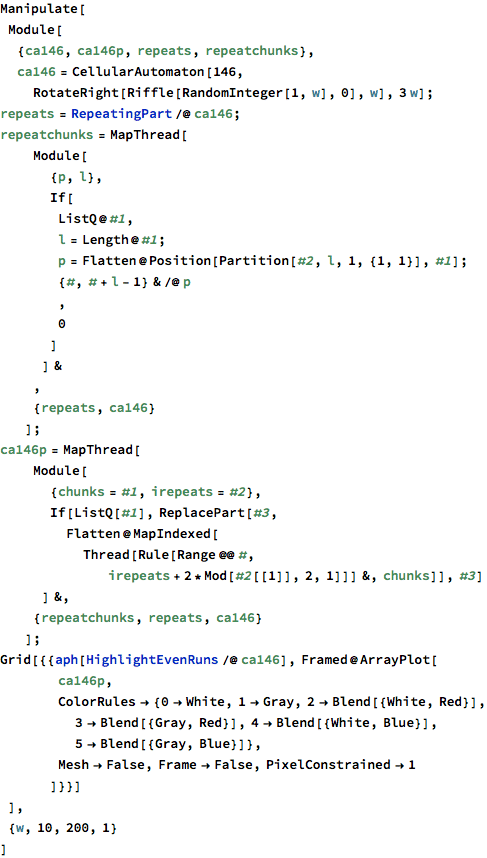 Manipulate[
Module[
{ca146, ca146p, repeats, repeatchunks},
ca146 = CellularAutomaton[146,
RotateRight[Riffle[RandomInteger[1, w], 0], w], 3 w];
repeats = RepeatingPart /@ ca146;
repeatchunks = MapThread[
Module[
{p, l},
If[
ListQ@#1,
l = Length@#1;
p = Flatten@Position[Partition[#2, l, 1, {1, 1}], #1];
{#, # + l - 1} & /@ p
,
0
]
] &
,
{repeats, ca146}
];
ca146p = MapThread[
Module[
{chunks = #1, irepeats = #2},
If[ListQ[#1], ReplacePart[#3,
Flatten@MapIndexed[
Thread[Rule[Range @@ #,
irepeats + 2 * Mod[#2[[1]], 2, 1]]] &, chunks]], #3]
] &,
{repeatchunks, repeats, ca146}
];
Grid[{{aph[HighlightEvenRuns /@ ca146], Framed@ArrayPlot[
ca146p,
ColorRules → {0 → White, 1 → Gray, 2 → Blend[{White, Red}],
3 → Blend[{Gray, Red}], 4 → Blend[{White, Blue}],
5 → Blend[{Gray, Blue}]},
Mesh → False, Frame → False, PixelConstrained → 1
]}}]
],
{w, 10, 200, 1}
]